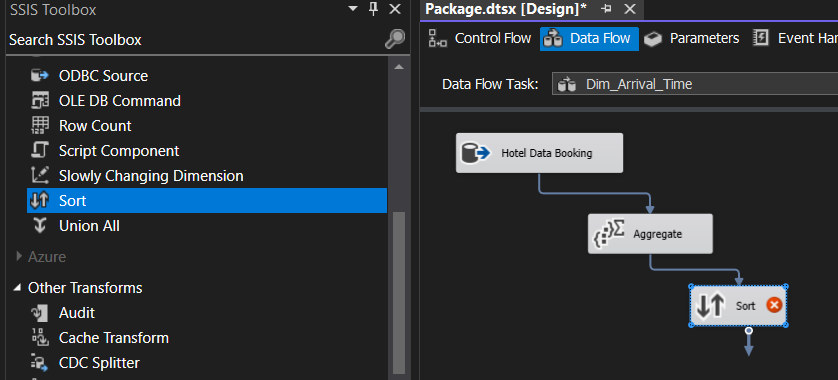 SSIS Toolbox
Search SSIS Toolbox
ODBC Source
OLE DB Command
Row Count
Script Component
Slowly Changing Dimension
Sort
Union All
Azure
Other Transforms
Audit
Cache Transform
CDC Splitter
Package.dtsx [Design]*
Control Flow
Data Flow
Parameters
Event Han
Data Flow Task:
Dim_Arrival_Time
Hotel Data Booking
Aggregate
Sort